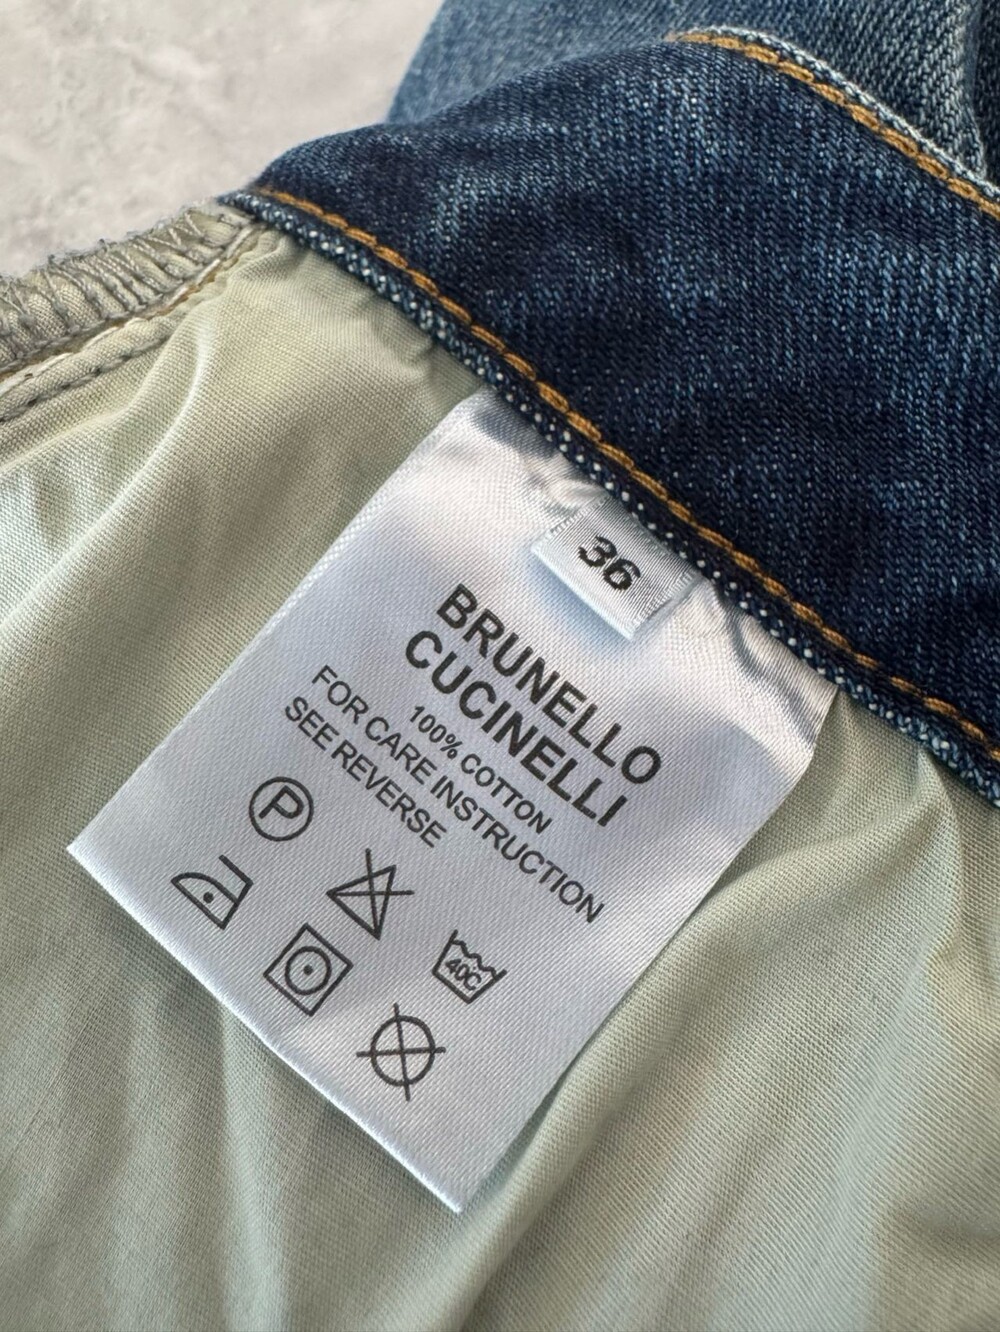 36
BRUNELLO
CUCINELLI
100% COTTON
FOR CARE INSTRUCTION
SEE REVERSE
P
40C